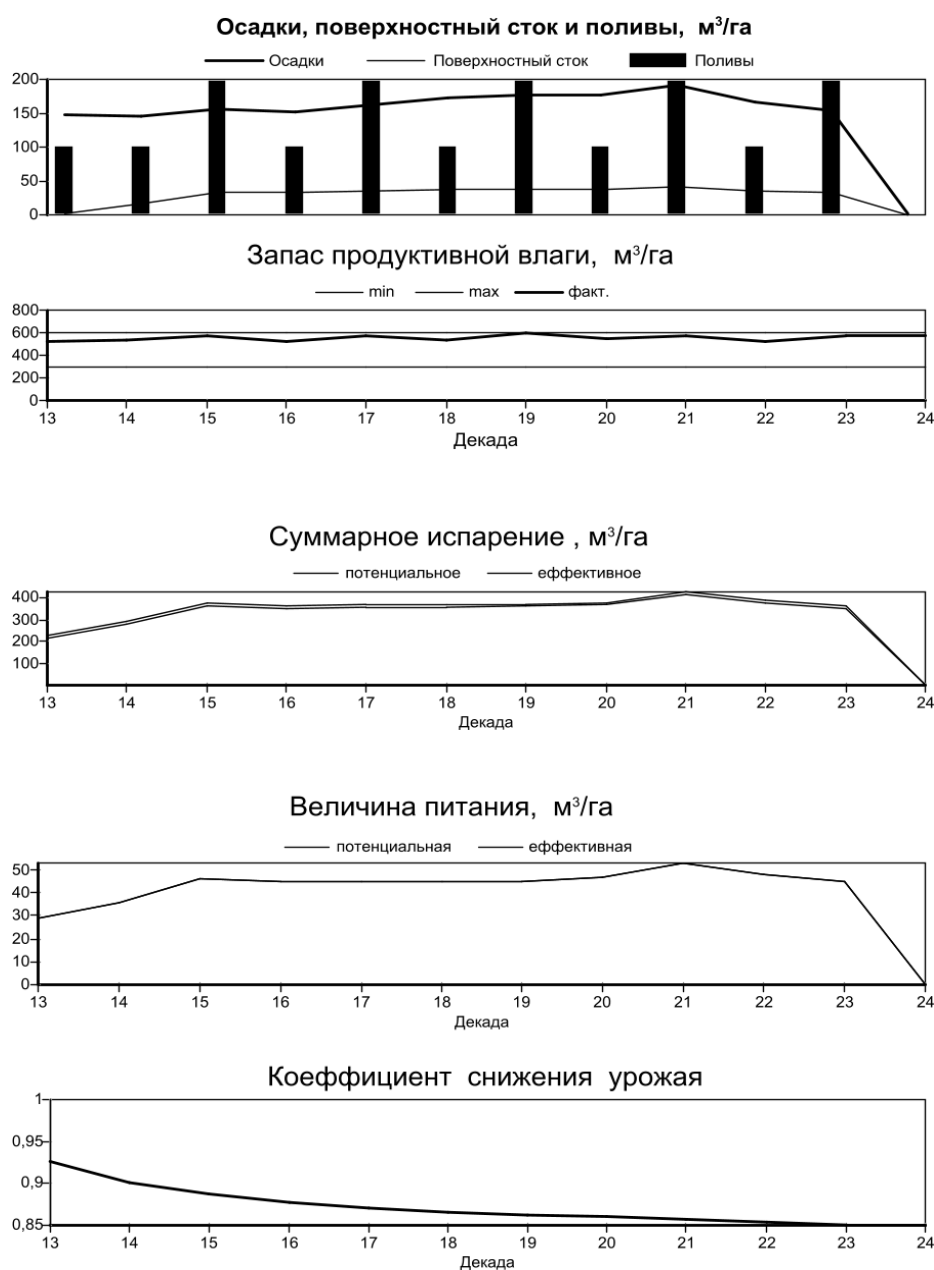 Осадки, поверхностный сток и поливы, м³/га
Осадки Поверхностный сток Поливы
200
150
100
50
0
Запас продуктивной влаги, м³/га
min max факт.
800
600
400
200
0
13 14 15 16 17 18 19 20 21 22 23 24
Декада
Суммарное испарение , м³/га
потенциальное еффективное
400
300
200
100
13 14 15 16 17 18 19 20 21 22 23 24
Декада
Величина питания, м³/га
потенциальная еффективная
50
40
30
20
10
0
13 14 15 16 17 18 19 20 21 22 23 24
Декада
Коеффициент снижения урожая
1
0,95
0,9
0,85
13 14 15 16 17 18 19 20 21 22 23 24
Декада